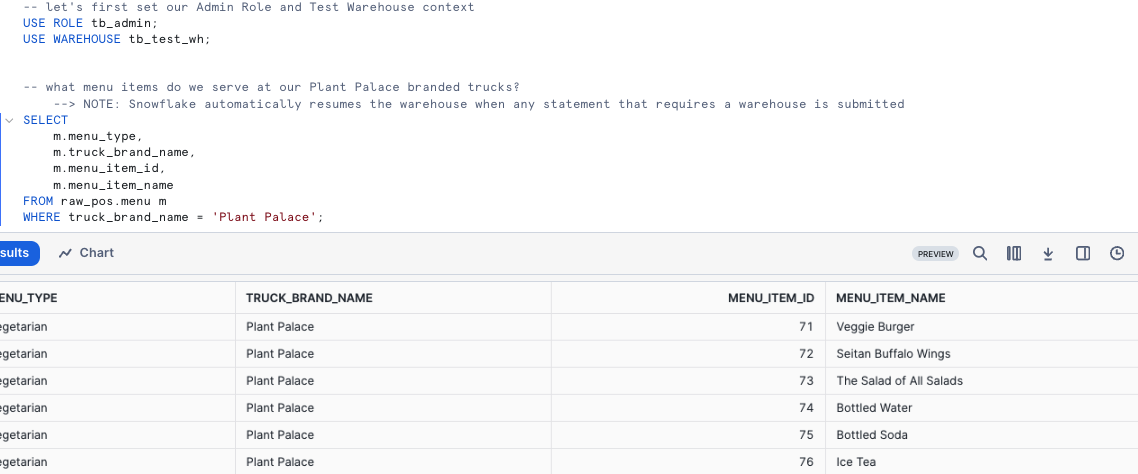 -- let's first set our Admin Role and Test Warehouse context
USE ROLE tb_admin;
USE WAREHOUSE tb_test_wh;
-- what menu items do we serve at our Plant Palace branded trucks?
--> NOTE: Snowflake automatically resumes the warehouse when any statement that requires a warehouse is submitted
SELECT
m.menu_type,
m.truck_brand_name,
m.menu_item_id,
m.menu_item_name
FROM raw_pos.menu m
WHERE truck_brand_name = 'Plant Palace';
sults Chart PREVIEW
ENU_TYPE TRUCK_BRAND_NAME MENU_ITEM_ID MENU_ITEM_NAME
egetarian Plant Palace 71 Veggie Burger
egetarian Plant Palace 72 Seitan Buffalo Wings
egetarian Plant Palace 73 The Salad of All Salads
egetarian Plant Palace 74 Bottled Water
egetarian Plant Palace 75 Bottled Soda
egetarian Plant Palace 76 Ice Tea